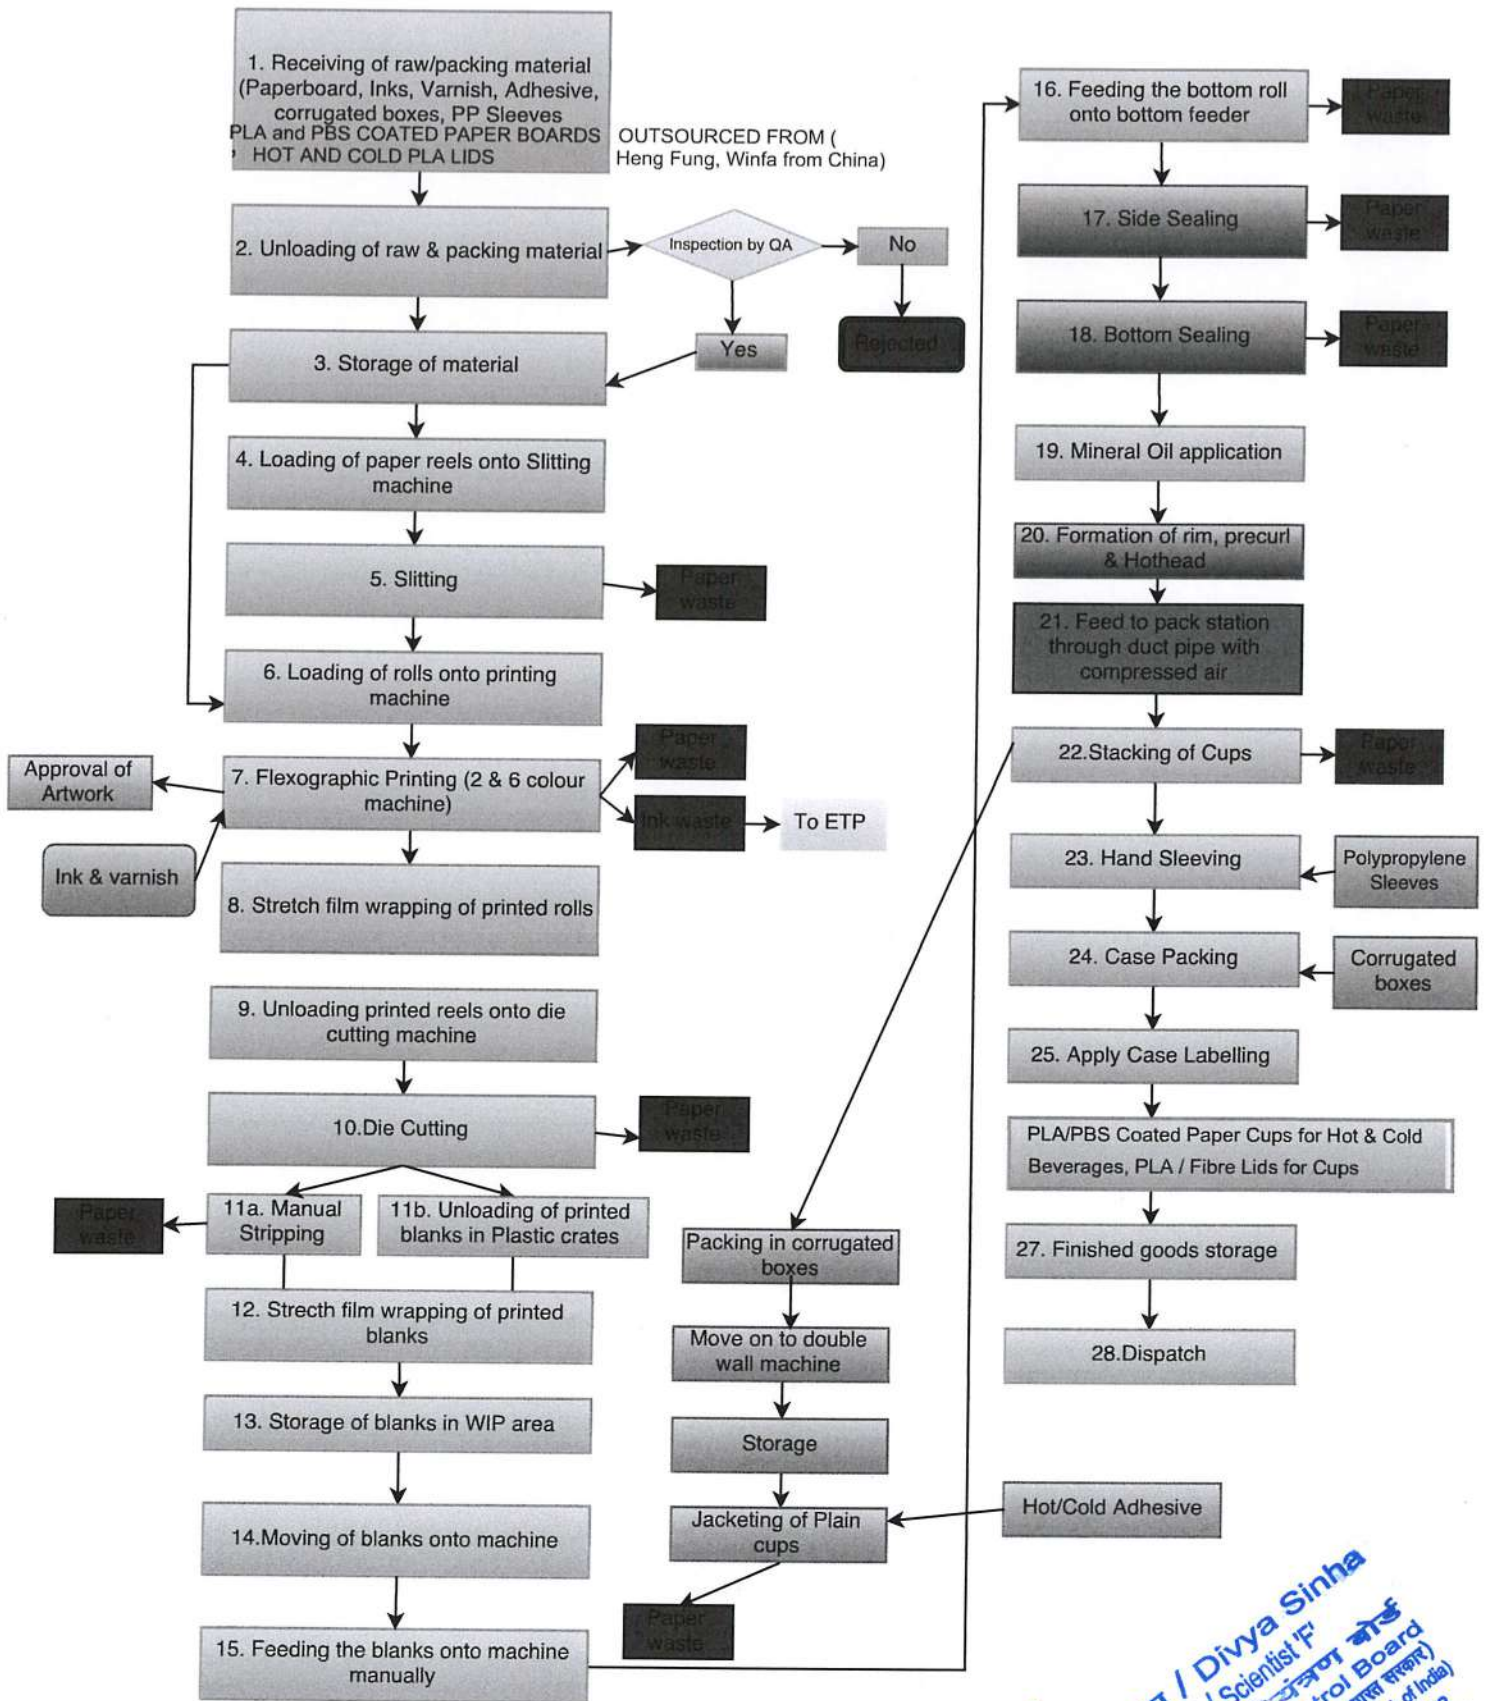 1. Receiving of raw/packing material
(Paperboard, Inks, Varnish, Adhesive,
corrugated boxes, PP Sleeves
PLA and PBS COATED PAPER BOARDS
, HOT AND COLD PLA LIDS
OUTSOURCED FROM (
Heng Fung, Winfa from China)
2. Unloading of raw & packing material
Inspection by QA
No
Rejected
Yes
3. Storage of material
4. Loading of paper reels onto Slitting
machine
5. Slitting
Paper
waste
6. Loading of rolls onto printing
machine
Approval of
Artwork
7. Flexographic Printing (2 & 6 colour
machine)
Paper
waste
Ink waste
To ETP
Ink & varnish
8. Stretch film wrapping of printed rolls
9. Unloading printed reels onto die
cutting machine
10.Die Cutting
Paper
waste
Paper
waste
11a. Manual
Stripping
11b. Unloading of printed
blanks in Plastic crates
12. Strecth film wrapping of printed
blanks
13. Storage of blanks in WIP area
14.Moving of blanks onto machine
15. Feeding the blanks onto machine
manually
Packing in corrugated
boxes
Move on to double
wall machine
Storage
Jacketing of Plain
cups
Hot/Cold Adhesive
Paper
waste
16. Feeding the bottom roll
onto bottom feeder
Paper
waste
17. Side Sealing
Paper
waste
18. Bottom Sealing
Paper
waste
19. Mineral Oil application
20. Formation of rim, precurl
& Hothead
21. Feed to pack station
through duct pipe with
compressed air
22.Stacking of Cups
Paper
waste
23. Hand Sleeving
Polypropylene
Sleeves
24. Case Packing
Corrugated
boxes
25. Apply Case Labelling
PLA/PBS Coated Paper Cups for Hot & Cold
Beverages, PLA / Fibre Lids for Cups
27. Finished goods storage
28.Dispatch
/ Divya Sinha
Scientist 'F'
बोर्ड
Board
सरकार)
of India)